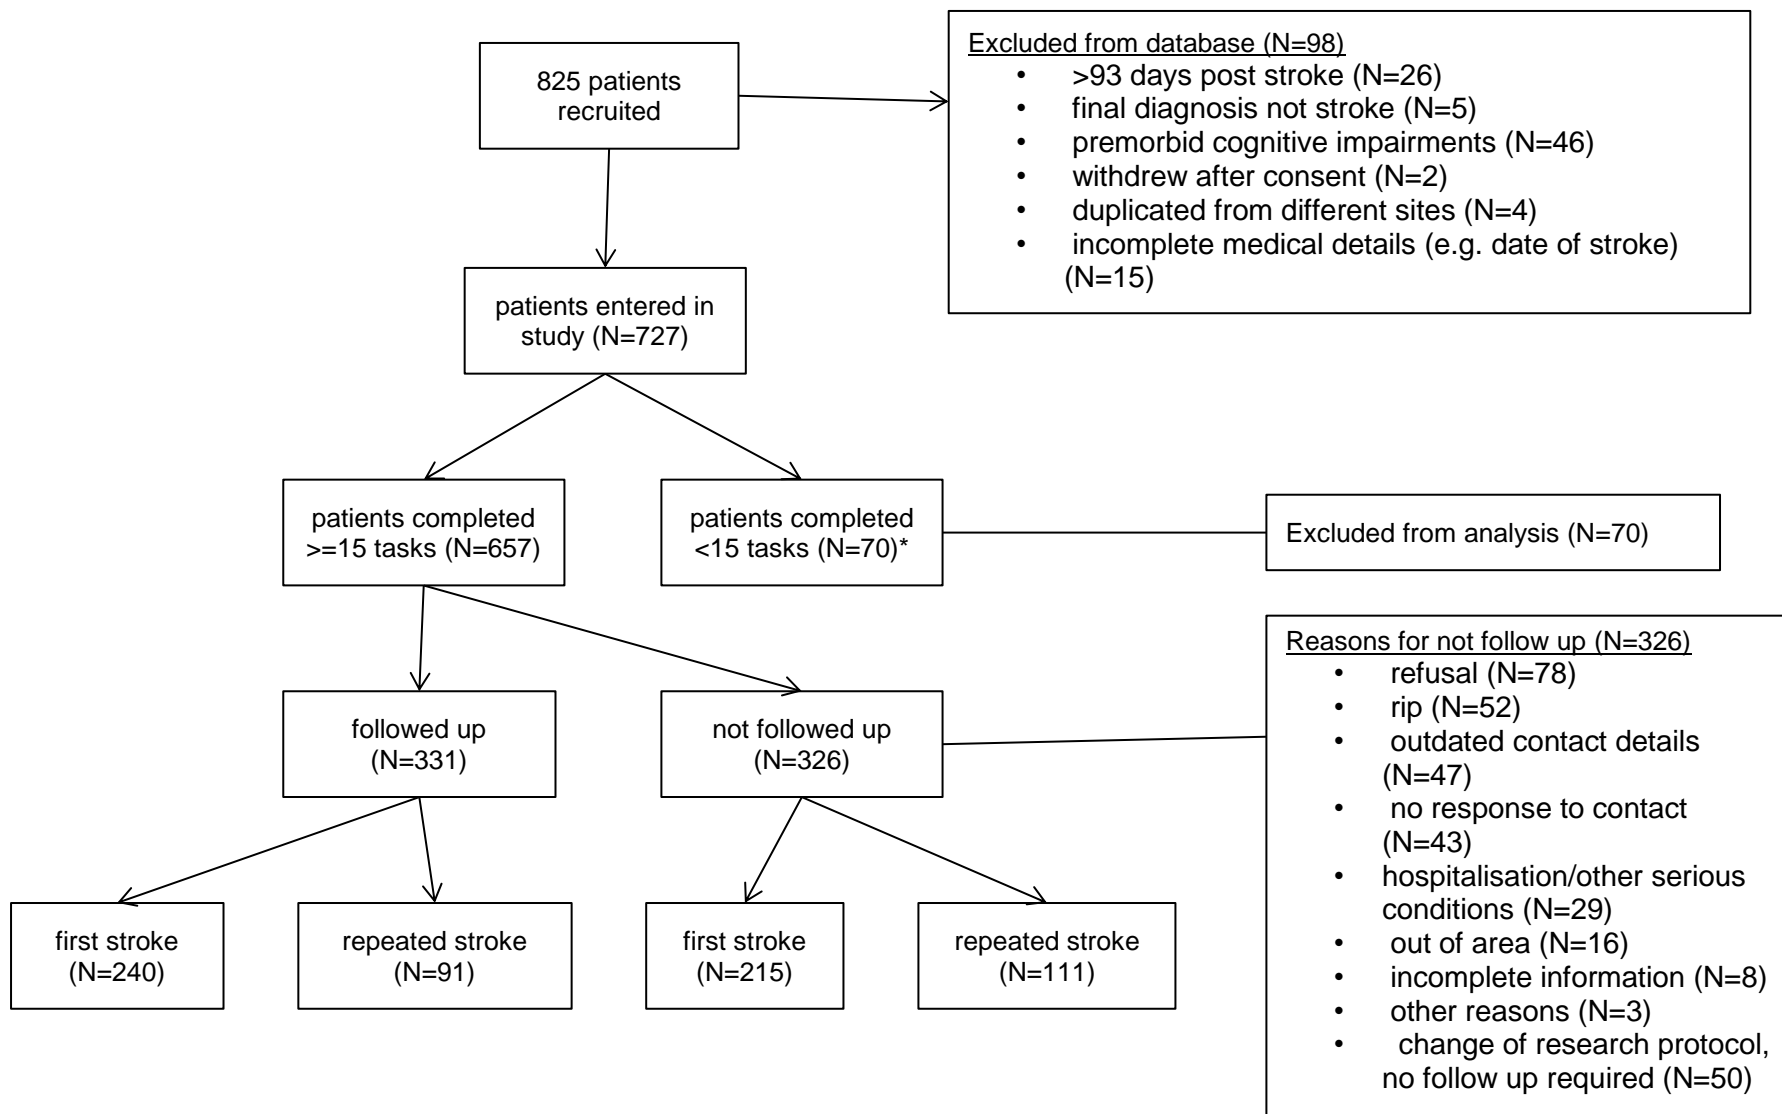 825 patients
recruited
Excluded from database (N=98)
• >93 days post stroke (N=26)
• final diagnosis not stroke (N=5)
• premorbid cognitive impairments (N=46)
• withdrew after consent (N=2)
• duplicated from different sites (N=4)
• incomplete medical details (e.g. date of stroke)
(N=15)
patients entered in
study (N=727)
patients completed
>=15 tasks (N=657)
patients completed
<15 tasks (N=70)*
Excluded from analysis (N=70)
followed up
(N=331)
not followed up
(N=326)
Reasons for not follow up (N=326)
• refusal (N=78)
• rip (N=52)
• outdated contact details
(N=47)
• no response to contact
(N=43)
• hospitalisation/other serious
conditions (N=29)
• out of area (N=16)
• incomplete information (N=8)
• other reasons (N=3)
• change of research protocol,
no follow up required (N=50)
first stroke
(N=240)
repeated stroke
(N=91)
first stroke
(N=215)
repeated stroke
(N=111)